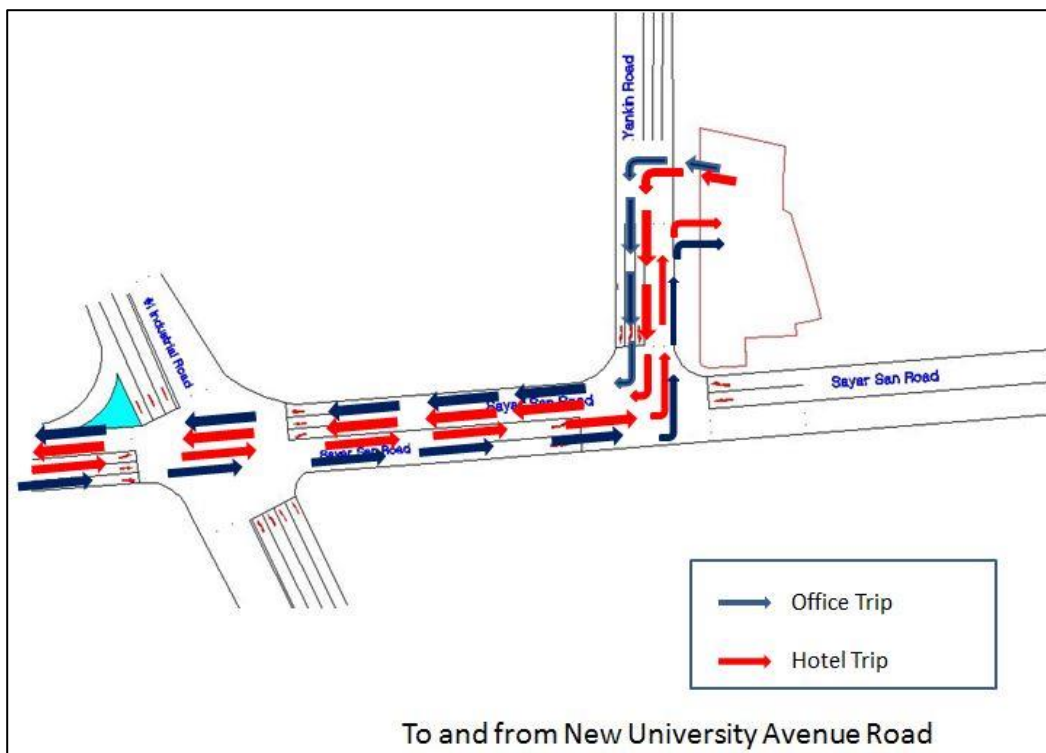 Yankin Road
Industrial Road
Sayar San Road
Sayar San Road
Sayar San Road
Office Trip
Hotel Trip
To and from New University Avenue Road